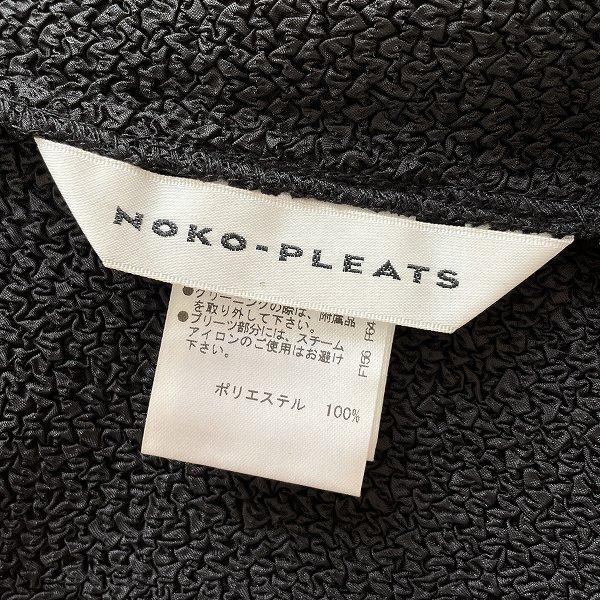 NOKO-PLEATS
●クリーニングの際は、附属品
を取り外して下さい。
●プリーツ部分には、スチーム
アイロンのご使用はお避け
下さい。
ポリエステル 100%